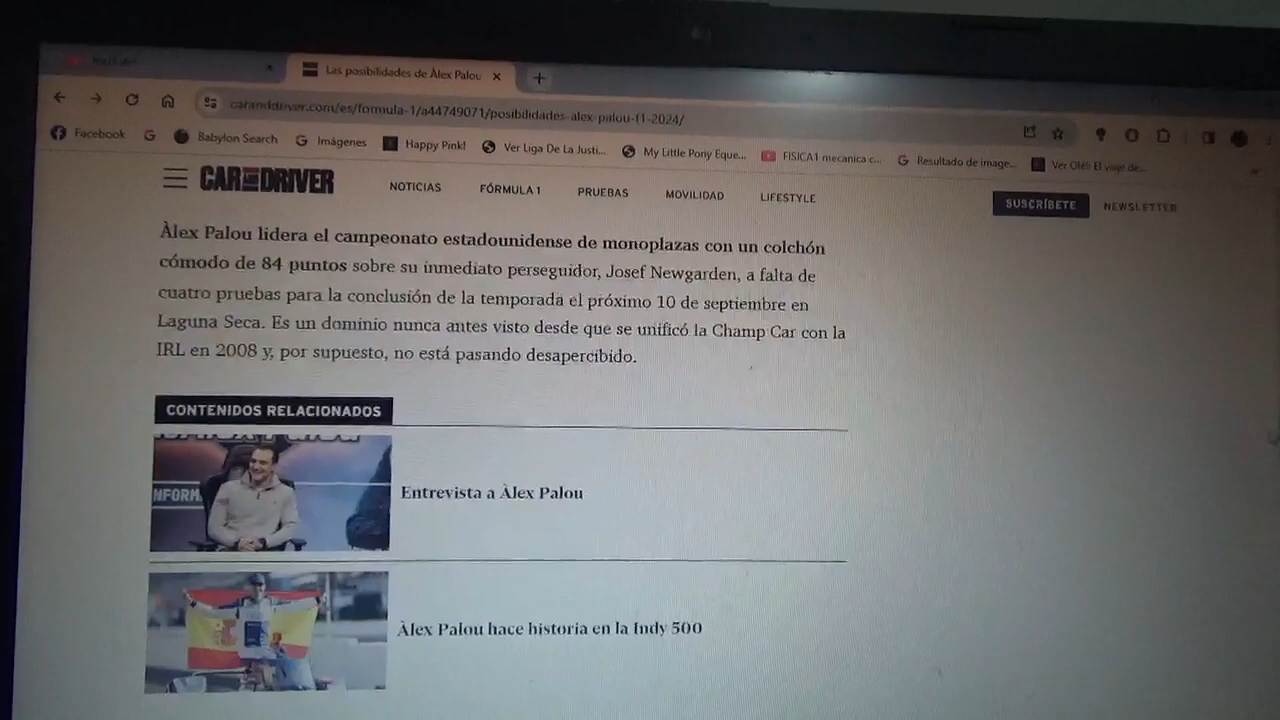 Las posibilidades de Àlex Palou
caranddriver.com/es/formula-1/a44749071/posibilidades-alex-palou-f1-2024/
Facebook
Babylon Search
Imágenes
Happy Pink!
Ver Liga De La Justi...
My Little Pony Eque...
FISICA1 mecanica c...
Resultado de image...
Ver Olé!: El viaje de...
CAR AND DRIVER
NOTICIAS
FÓRMULA 1
PRUEBAS
MOVILIDAD
LIFESTYLE
SUSCRÍBETE
NEWSLETTER
Àlex Palou lidera el campeonato estadounidense de monoplazas con un colchón
cómodo de 84 puntos sobre su inmediato perseguidor, Josef Newgarden, a falta de
cuatro pruebas para la conclusión de la temporada el próximo 10 de septiembre en
Laguna Seca. Es un dominio nunca antes visto desde que se unificó la Champ Car con la
IRL en 2008 y, por supuesto, no está pasando desapercibido.
CONTENIDOS RELACIONADOS
INFORM
Entrevista a Àlex Palou
Àlex Palou hace historia en la Indy 500